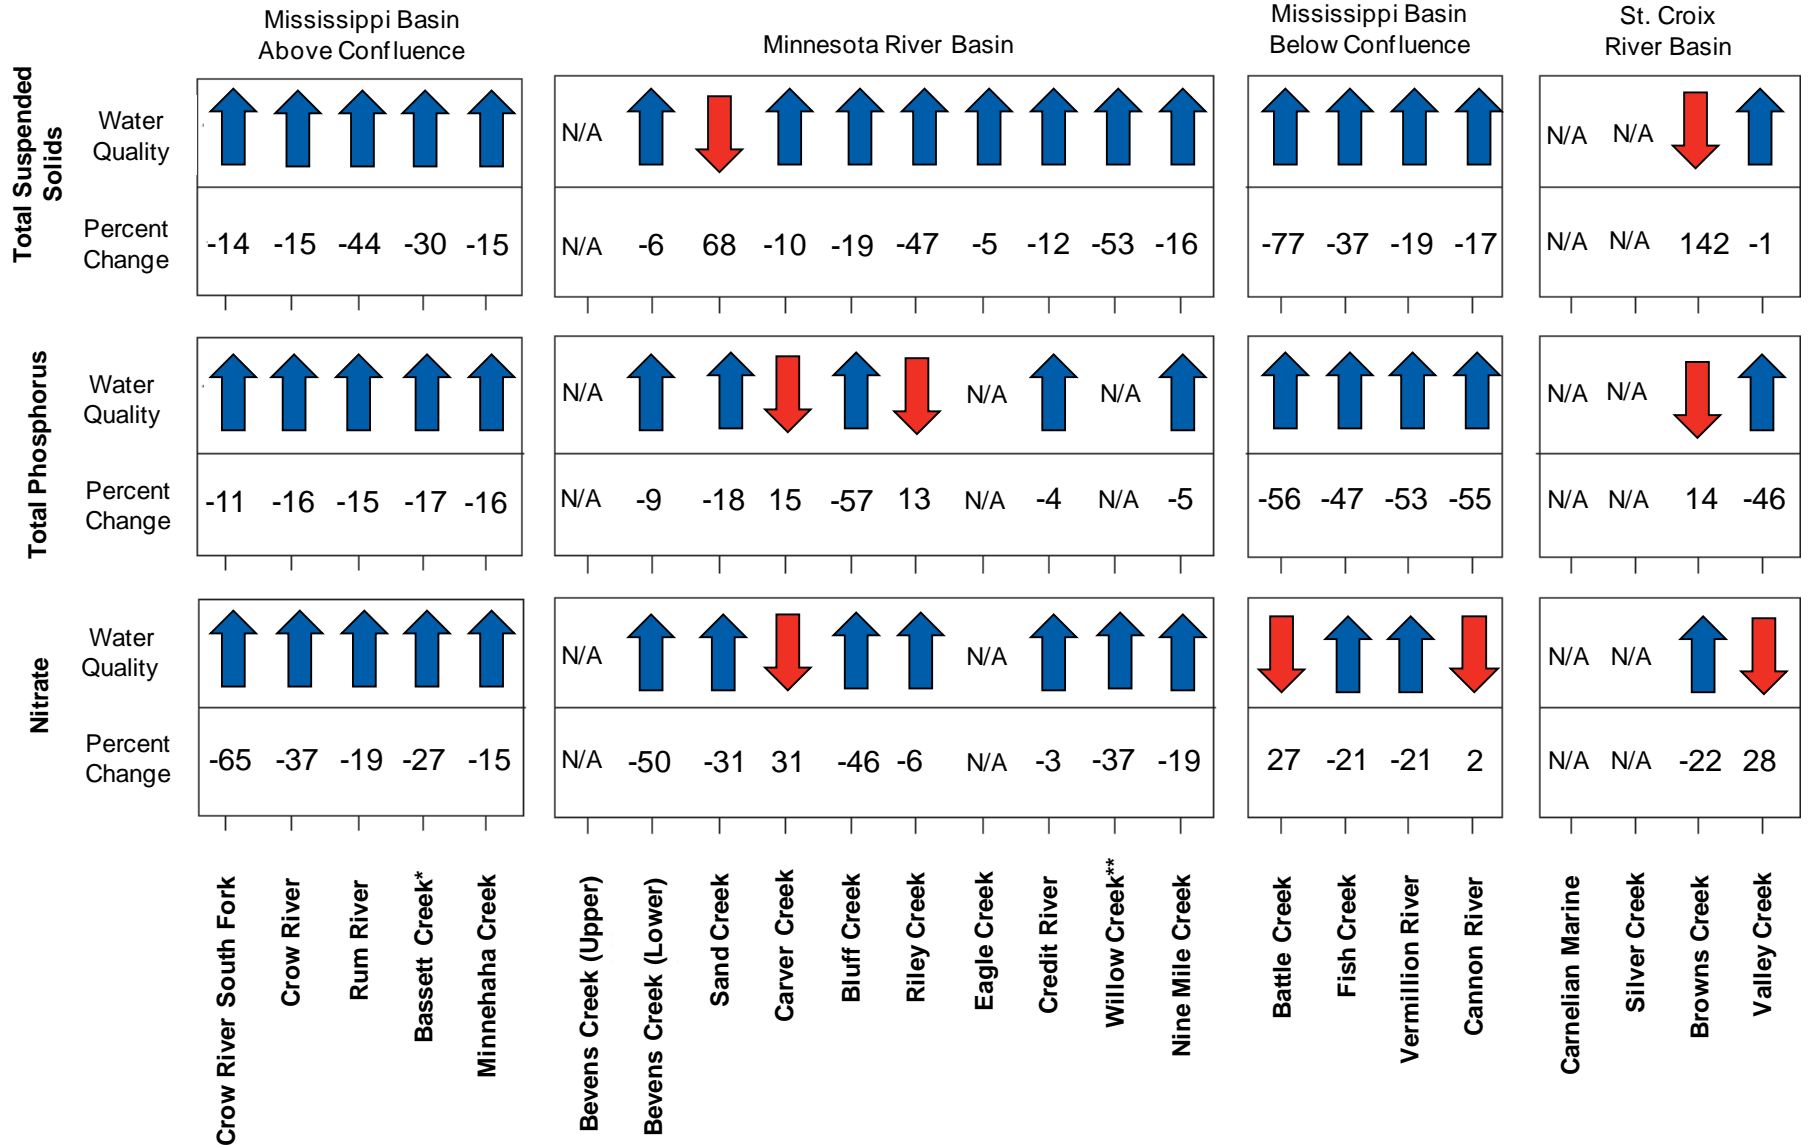 Mississippi Basin
Above Confluence
Minnesota River Basin
Mississippi Basin
Below Confluence
St. Croix
River Basin
Total Suspended
Solids
Water
Quality
N/A
N/A N/A
Percent
Change
-14 -15 -44 -30 -15
N/A -6 68 -10 -19 -47 -5 -12 -53 -16
-77 -37 -19 -17
N/A N/A 142 -1
Total Phosphorus
Water
Quality
N/A N/A N/A
N/A N/A
Percent
Change
-11 -16 -15 -17 -16
N/A -9 -18 15 -57 13 N/A -4 N/A -5
-56 -47 -53 -55
N/A N/A 14 -46
Nitrate
Water
Quality
N/A N/A
N/A N/A
Percent
Change
-65 -37 -19 -27 -15
N/A -50 -31 31 -46 -6 N/A -3 -37 -19
27 -21 -21 2
N/A N/A -22 28
Crow River South Fork
Crow River
Rum River
Bassett Creek*
Minnehaha Creek
Bevens Creek (Upper)
Bevens Creek (Lower)
Sand Creek
Carver Creek
Bluff Creek
Riley Creek
Eagle Creek
Credit River
Willow Creek**
Nine Mile Creek
Battle Creek
Fish Creek
Vermillion River
Cannon River
Carnelian Marine
Silver Creek
Browns Creek
Valley Creek